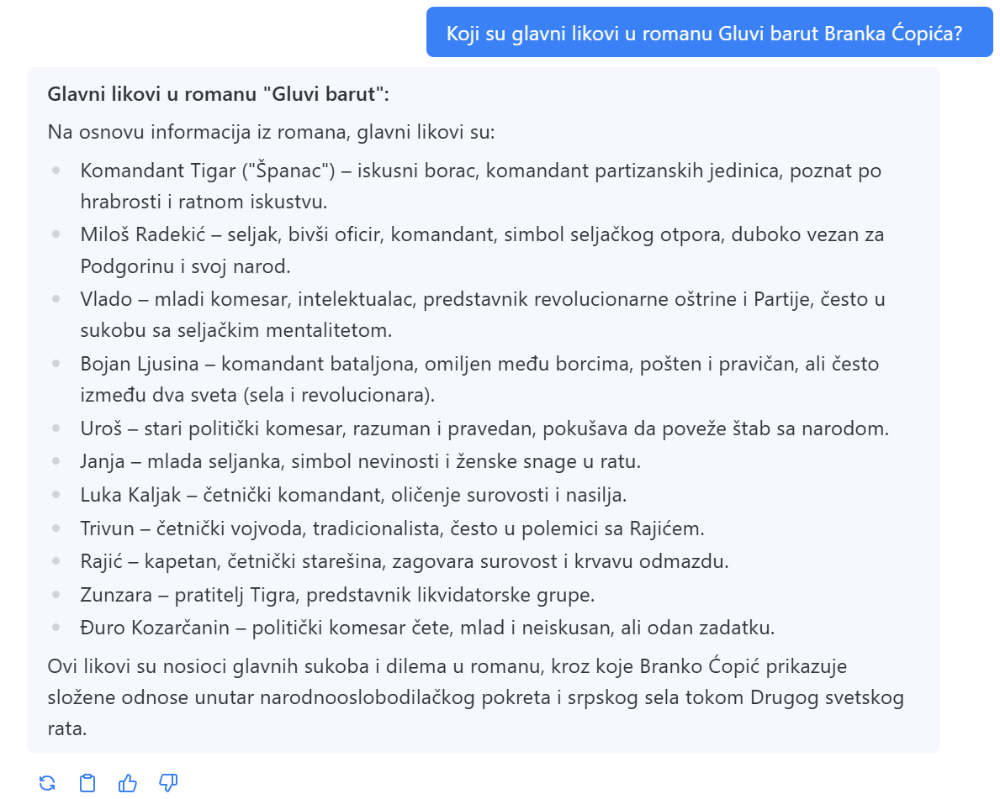 Koji su glavni likovi u romanu Gluvi barut Branka Ćopića?
Glavni likovi u romanu "Gluvi barut":
Na osnovu informacija iz romana, glavni likovi su:
Komandant Tigar ("Španac") – iskusni borac, komandant partizanskih jedinica, poznat po
hrabrosti i ratnom iskustvu.
Miloš Radekić – seljak, bivši oficir, komandant, simbol seljačkog otpora, duboko vezan za
Podgorinu i svoj narod.
Vlado – mladi komesar, intelektualac, predstavnik revolucionarne oštrine i Partije, često u
sukobu sa seljačkim mentalitetom.
Bojan Ljusina – komandant bataljona, omiljen među borcima, pošten i pravičan, ali često
između dva sveta (sela i revolucionara).
Uroš – stari politički komesar, razuman i pravedan, pokušava da poveže štab sa narodom.
Janja – mlada seljanka, simbol nevinosti i ženske snage u ratu.
Luka Kaljak – četnički komandant, oličenje surovosti i nasilja.
Trivun – četnički vojvoda, tradicionalista, često u polemici sa Rajićem.
Rajić – kapetan, četnički starešina, zagovara surovost i krvavu odmazdu.
Zunzara – pratitelj Tigra, predstavnik likvidatorske grupe.
Đuro Kozarčanin – politički komesar čete, mlad i neiskusan, ali odan zadatku.
Ovi likovi su nosioci glavnih sukoba i dilema u romanu, kroz koje Branko Ćopić prikazuje
složene odnose unutar narodnooslobodilačkog pokreta i srpskog sela tokom Drugog svetskog
rata.